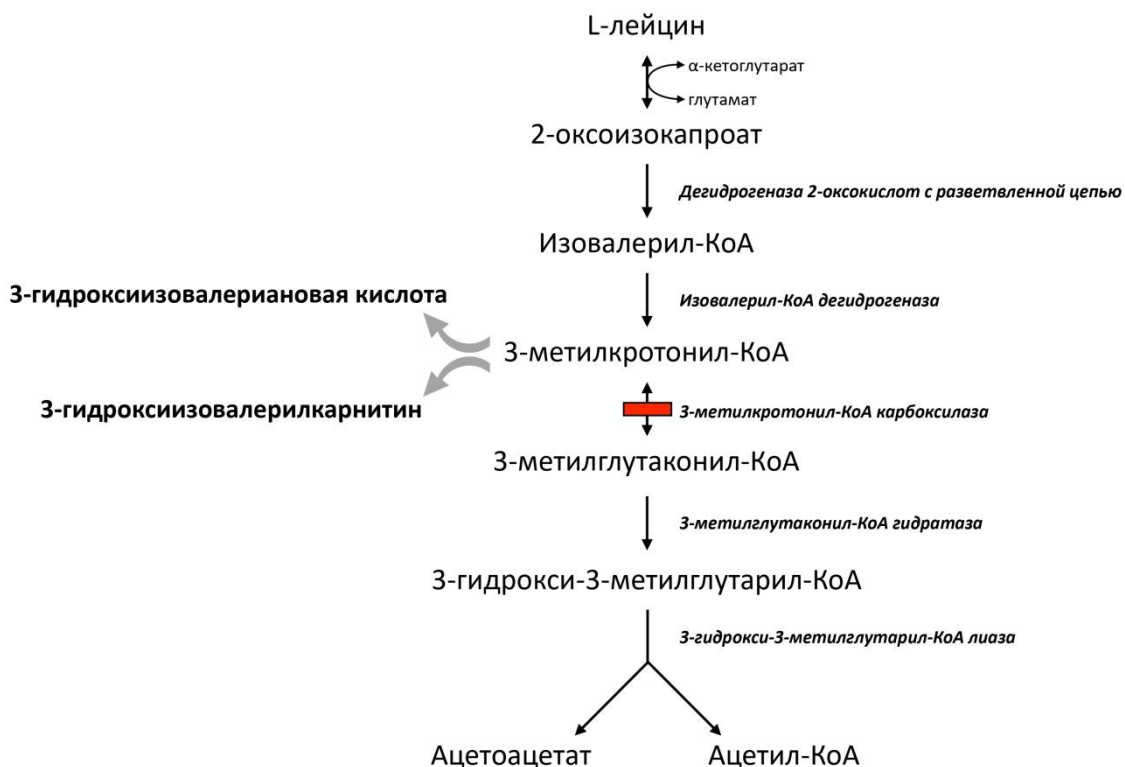 L-лейцин
α-кетоглутарат
глутамат
2-оксоизокапроат
Дегидрогеназа 2-оксокислот с разветвленной цепью
Изовалерил-КоА
3-гидроксиизовалериановая кислота
Изовалерил-КоА дегидрогеназа
3-метилкротонил-КоА
3-гидроксиизовалерилкарнитин
3-метилкротонил-КоА карбоксилаза
3-метилглутаконил-КоА
3-метилглутаконил-КоА гидратаза
3-гидрокси-3-метилглутарил-КоА
3-гидрокси-3-метилглутарил-КоА лиаза
Ацетоацетат
Ацетил-КоА